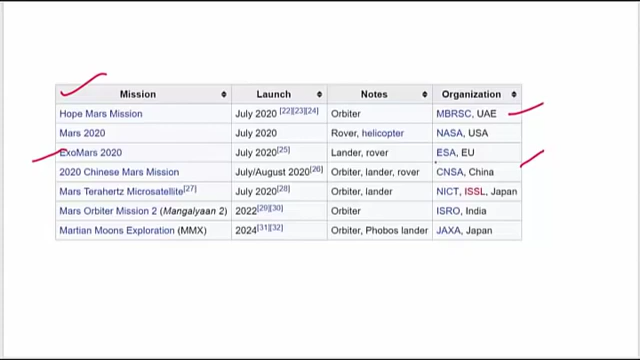 Mission Launch Notes Organization
Hope Mars Mission July 2020 [22][23][24] Orbiter MBRSC, UAE
Mars 2020 July 2020 Rover, helicopter NASA, USA
ExoMars 2020 July 2020[25] Lander, rover ESA, EU
2020 Chinese Mars Mission July/August 2020[26] Orbiter, lander, rover CNSA, China
Mars Terahertz Microsatellite[27] July 2020[28] Orbiter, lander NICT, ISSL, Japan
Mars Orbiter Mission 2 (Mangalyaan 2) 2022[29][30] Orbiter ISRO, India
Martian Moons Exploration (MMX) 2024[31][32] Orbiter, Phobos lander JAXA, Japan